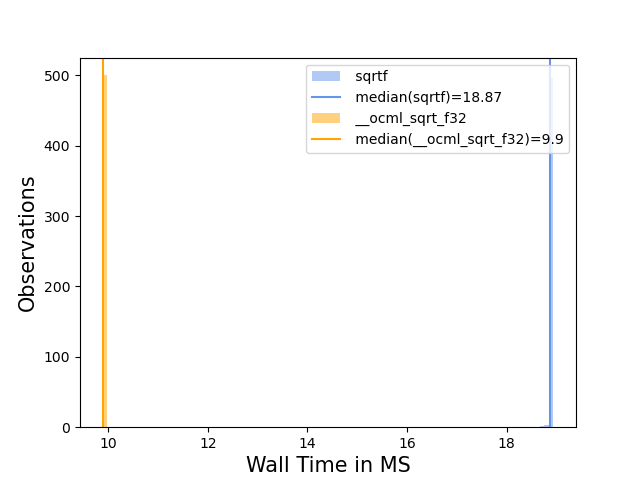 sqrtf
median(sqrtf)=18.87
__ocml_sqrt_f32
median(__ocml_sqrt_f32)=9.9
500
400
300
200
100
0
Observations
10 12 14 16 18
Wall Time in MS